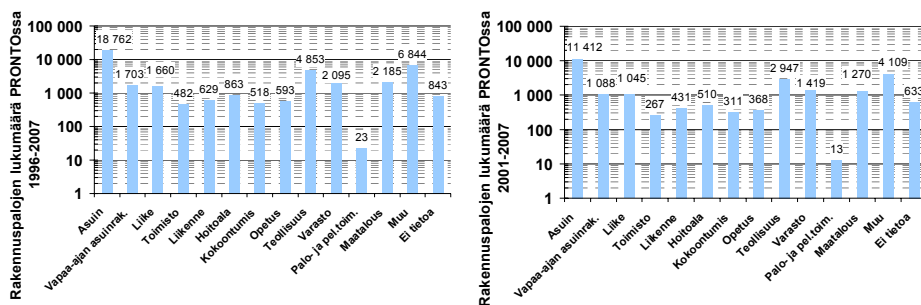 Rakennuspalojen lukumäärä PRONTOssa
1996-2007
100 000
10 000
1 000
100
10
1
18 762
1 703
1 660
482
629
863
518
593
4 853
2 095
23
2 185
6 844
843
Asuin
Vapaa-ajan asuinrak.
Liike
Toimisto
Liikenne
Hoitoala
Kokoontumis
Opetus
Teollisuus
Varasto
Palo- ja pel.toim.
Maatalous
Muu
Ei tietoa
Rakennuspalojen lukumäärä PRONTOssa
2001-2007
100 000
10 000
1 000
100
10
1
11 412
1 088
1 045
267
431
510
311
368
2 947
1 419
13
1 270
4 109
633
Asuin
Vapaa-ajan asuinrak.
Liike
Toimisto
Liikenne
Hoitoala
Kokoontumis
Opetus
Teollisuus
Varasto
Palo- ja pel.toim.
Maatalous
Muu
Ei tietoa